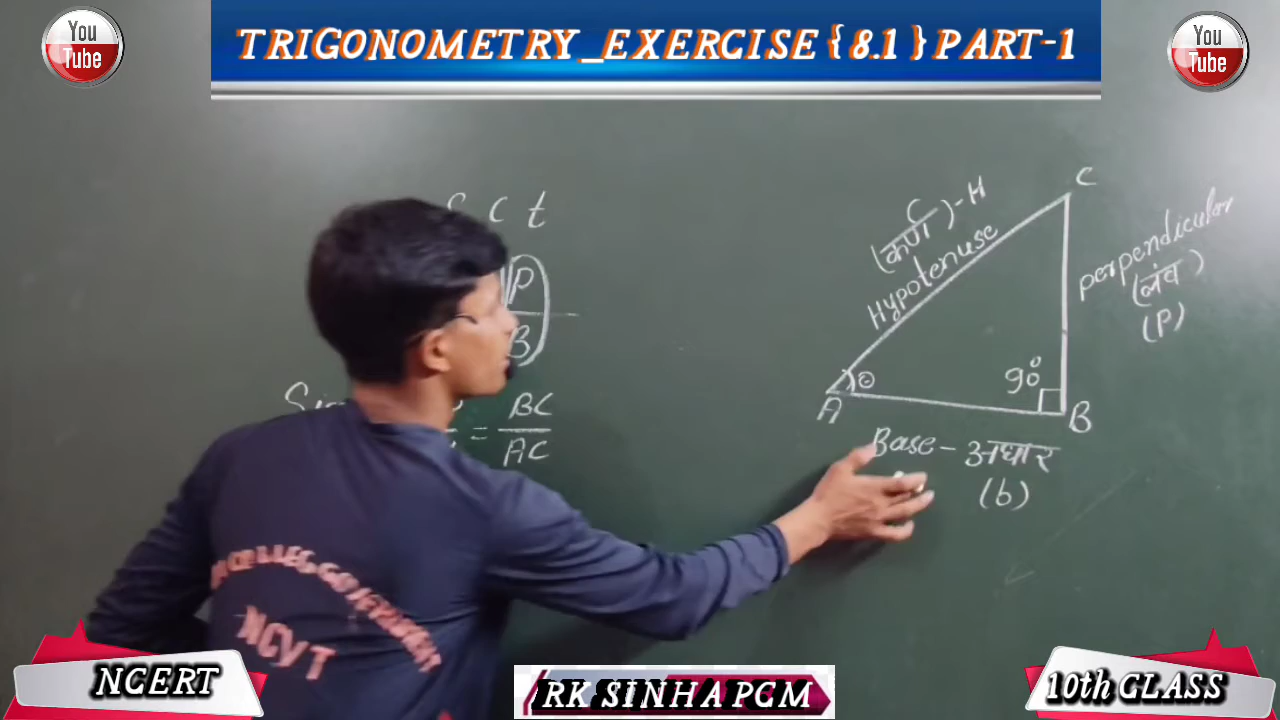 You
Tube
TRIGONOMETRY_EXERCISE { 8.1 } PART-1
You
Tube
C t
P
B
BC
= AC
C
(कर्ण) - H
Hypotenuse
perpendicular
(लंब)
(P)
θ
90°
A
B
Base - अधार
(b)
NCVT
NCERT
RK SINHA PCM
10th CLASS